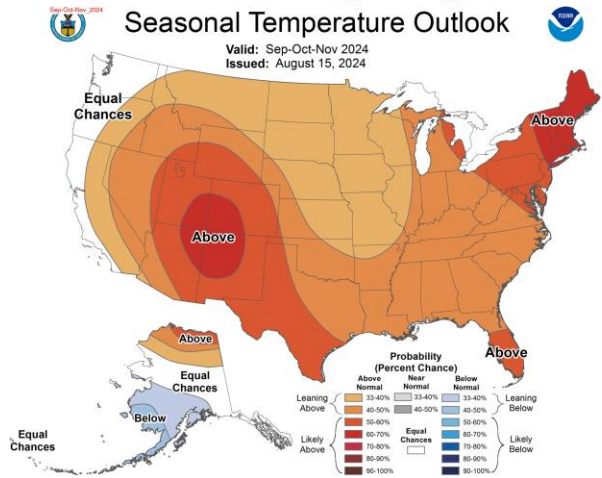 Sep-Oct-Nov_2024
Seasonal Temperature Outlook
NOAA
Valid: Sep-Oct-Nov 2024
Issued: August 15, 2024
Equal
Chances
Above
Above
Above
Above
Equal
Chances
Below
Equal
Chances
Probability
(Percent Chance)
Above
Normal
Near
Normal
Below
Normal
Leaning
Above
33-40%
40-50%
33-40%
40-50%
33-40%
40-50%
Leaning
Below
Likely
Above
50-60%
60-70%
70-80%
80-90%
90-100%
Equal
Chances
50-60%
60-70%
70-80%
80-90%
90-100%
Likely
Below